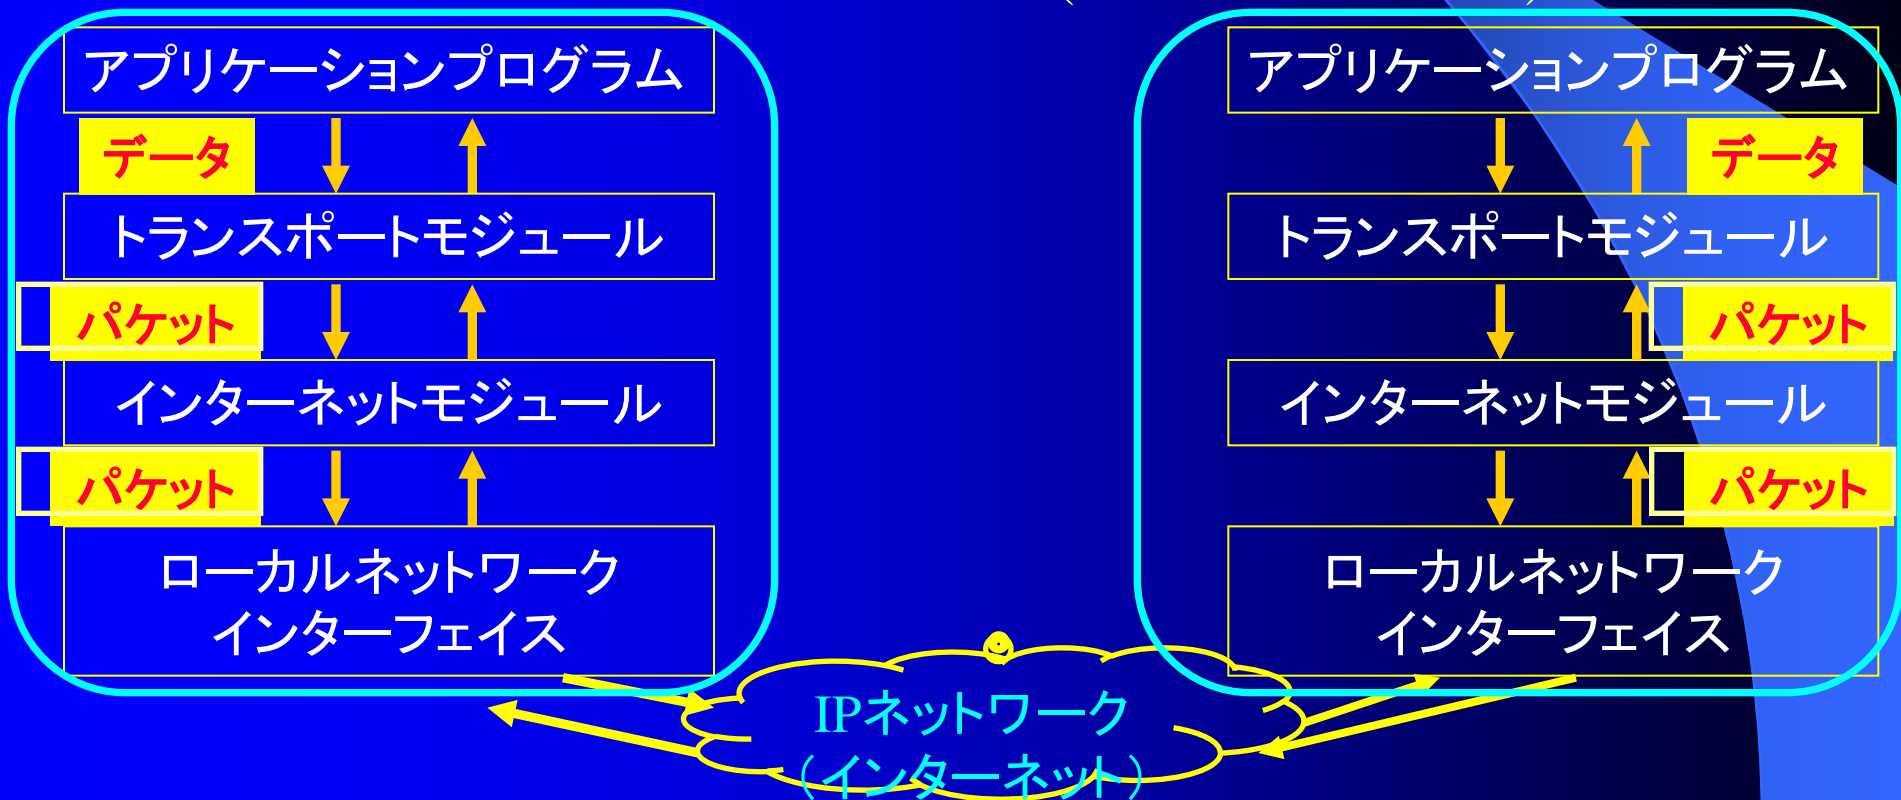 アプリケーションプログラム
データ
トランスポートモジュール
パケット
インターネットモジュール
パケット
ローカルネットワーク
インターフェイス
アプリケーションプログラム
データ
トランスポートモジュール
パケット
インターネットモジュール
パケット
ローカルネットワーク
インターフェイス
IPネットワーク
（インターネット）